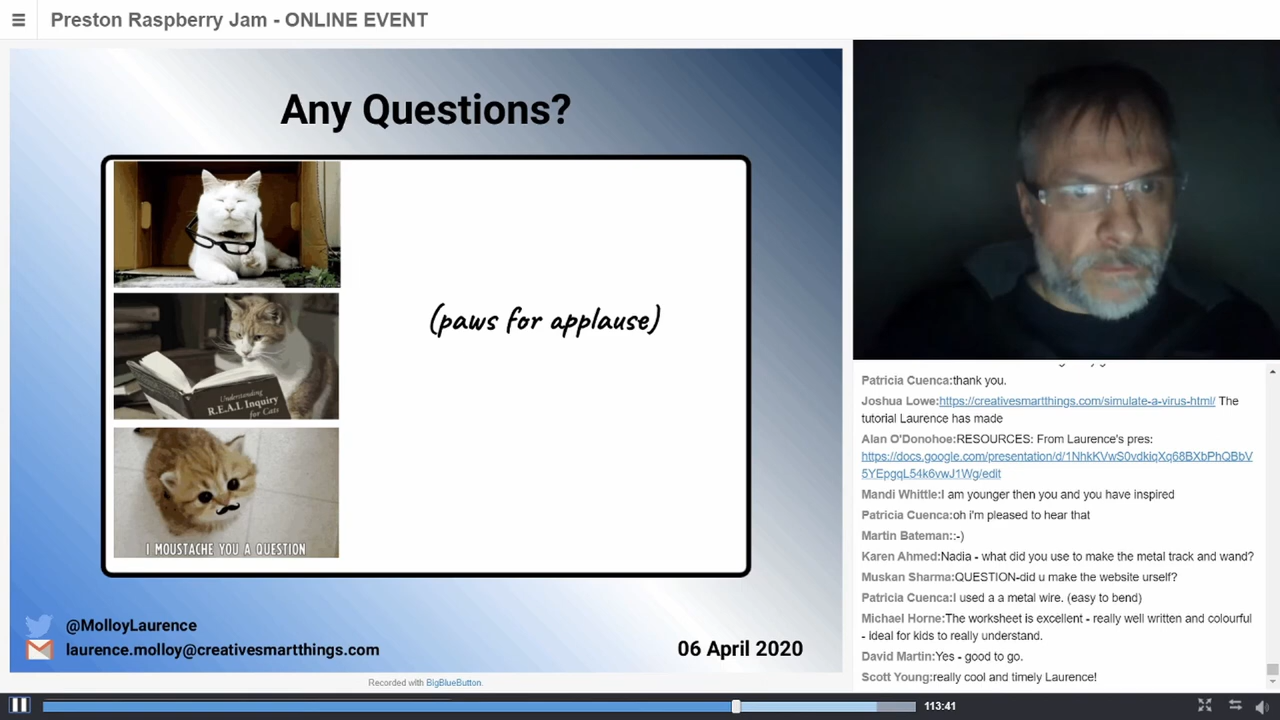 Preston Raspberry Jam - ONLINE EVENT
Any Questions?
(paws for applause)
Understanding
R.E.A.L Inquiry
for Cats
I MOUSTACHE YOU A QUESTION
@MolloyLaurence
laurence.molloy@creativesmartthings.com
06 April 2020
Recorded with BigBlueButton.
Patricia Cuenca:thank you.
Joshua Lowe:https://creativesmartthings.com/simulate-a-virus-html/ The
tutorial Laurence has made
Alan O'Donohoe:RESOURCES: From Laurence's pres:
https://docs.google.com/presentation/d/1NhkKVwS0vdkiqXq68BXbPhQBbV
5YEpgqL54k6vwJ1Wg/edit
Mandi Whittle:I am younger then you and you have inspired
Patricia Cuenca:oh i'm pleased to hear that
Martin Bateman::-)
Karen Ahmed:Nadia - what did you use to make the metal track and wand?
Muskan Sharma:QUESTION-did u make the website urself?
Patricia Cuenca:I used a a metal wire. (easy to bend)
Michael Horne:The worksheet is excellent - really well written and colourful
- ideal for kids to really understand.
David Martin:Yes - good to go.
Scott Young:really cool and timely Laurence!
113:41